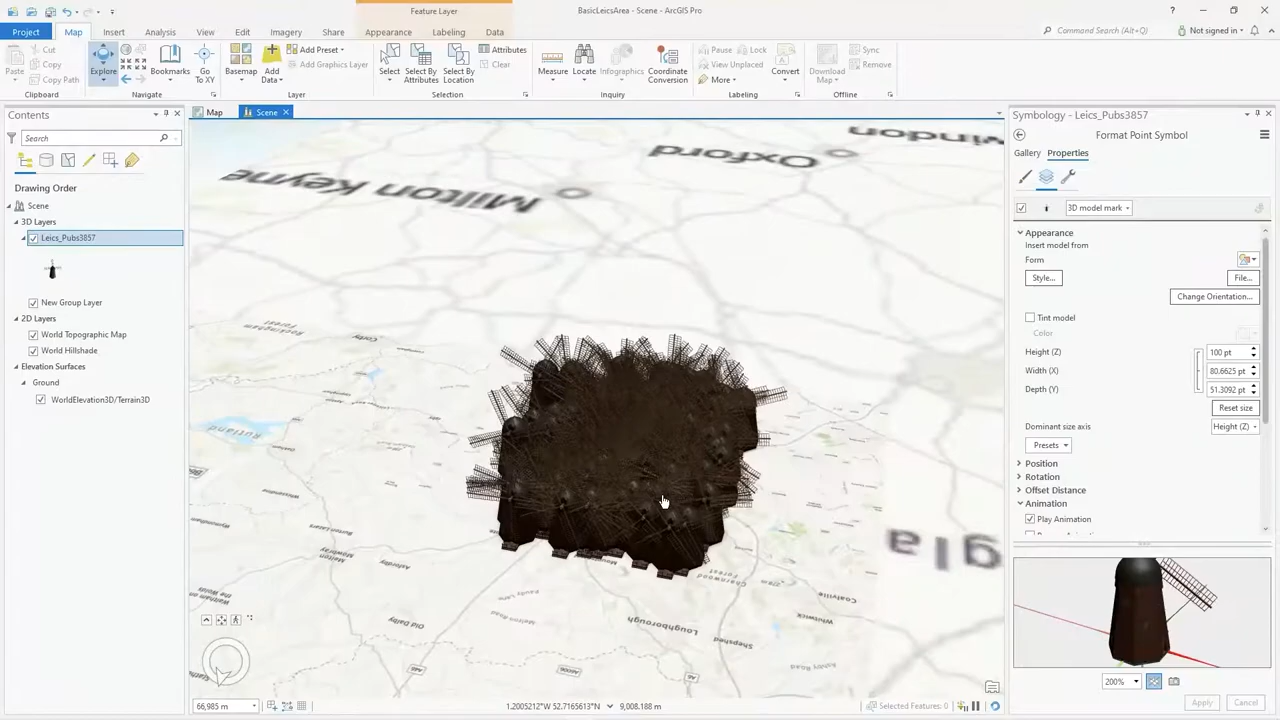 Feature Layer
BasicLeicsArea - Scene - ArcGIS Pro
Project Map Insert Analysis View Edit Imagery Share Appearance Labeling Data
Command Search (Alt+Q)
Not signed in
Paste
Cut
Copy
Copy Path
Clipboard
Explore
Navigate
Bookmarks
Go To XY
Basemap
Add Data
Add Preset
Add Graphics Layer
Layer
Select
Select By Attributes
Select By Location
Attributes
Clear
Selection
Measure
Locate
Infographics
Coordinate Conversion
Inquiry
Pause
Lock
View Unplaced
More
Labeling
Convert
Download Map
Sync
Remove
Offline
Contents
Search
Drawing Order
Scene
3D Layers
Leics_Pubs3857
New Group Layer
2D Layers
World Topographic Map
World Hillshade
Elevation Surfaces
Ground
WorldElevation3D/Terrain3D
Map
Scene
Oxford
Milton Keyne
Corby
Rutland
Old Dalby
Loughborough
Shepshed
Whitwick
Coalville
66,985 m
1.2005212°W 52.7165613°N
9,008.188 m
Selected Features: 0
Symbology - Leics_Pubs3857
Format Point Symbol
Gallery Properties
3D model mark
Appearance
Insert model from
Form
Style...
File...
Change Orientation...
Tint model
Color
Height (Z) 100 pt
Width (X) 80.6625 pt
Depth (Y) 51.3092 pt
Reset size
Dominant size axis Height (Z)
Presets
Position
Rotation
Offset Distance
Animation
Play Animation
200%
Apply
Cancel